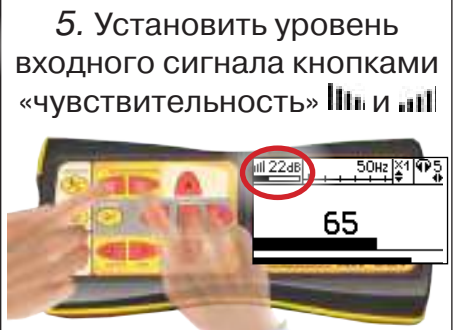 5. Установить уровень
входного сигнала кнопками
«чувствительность» и
22dB 50Hz X1 5
65